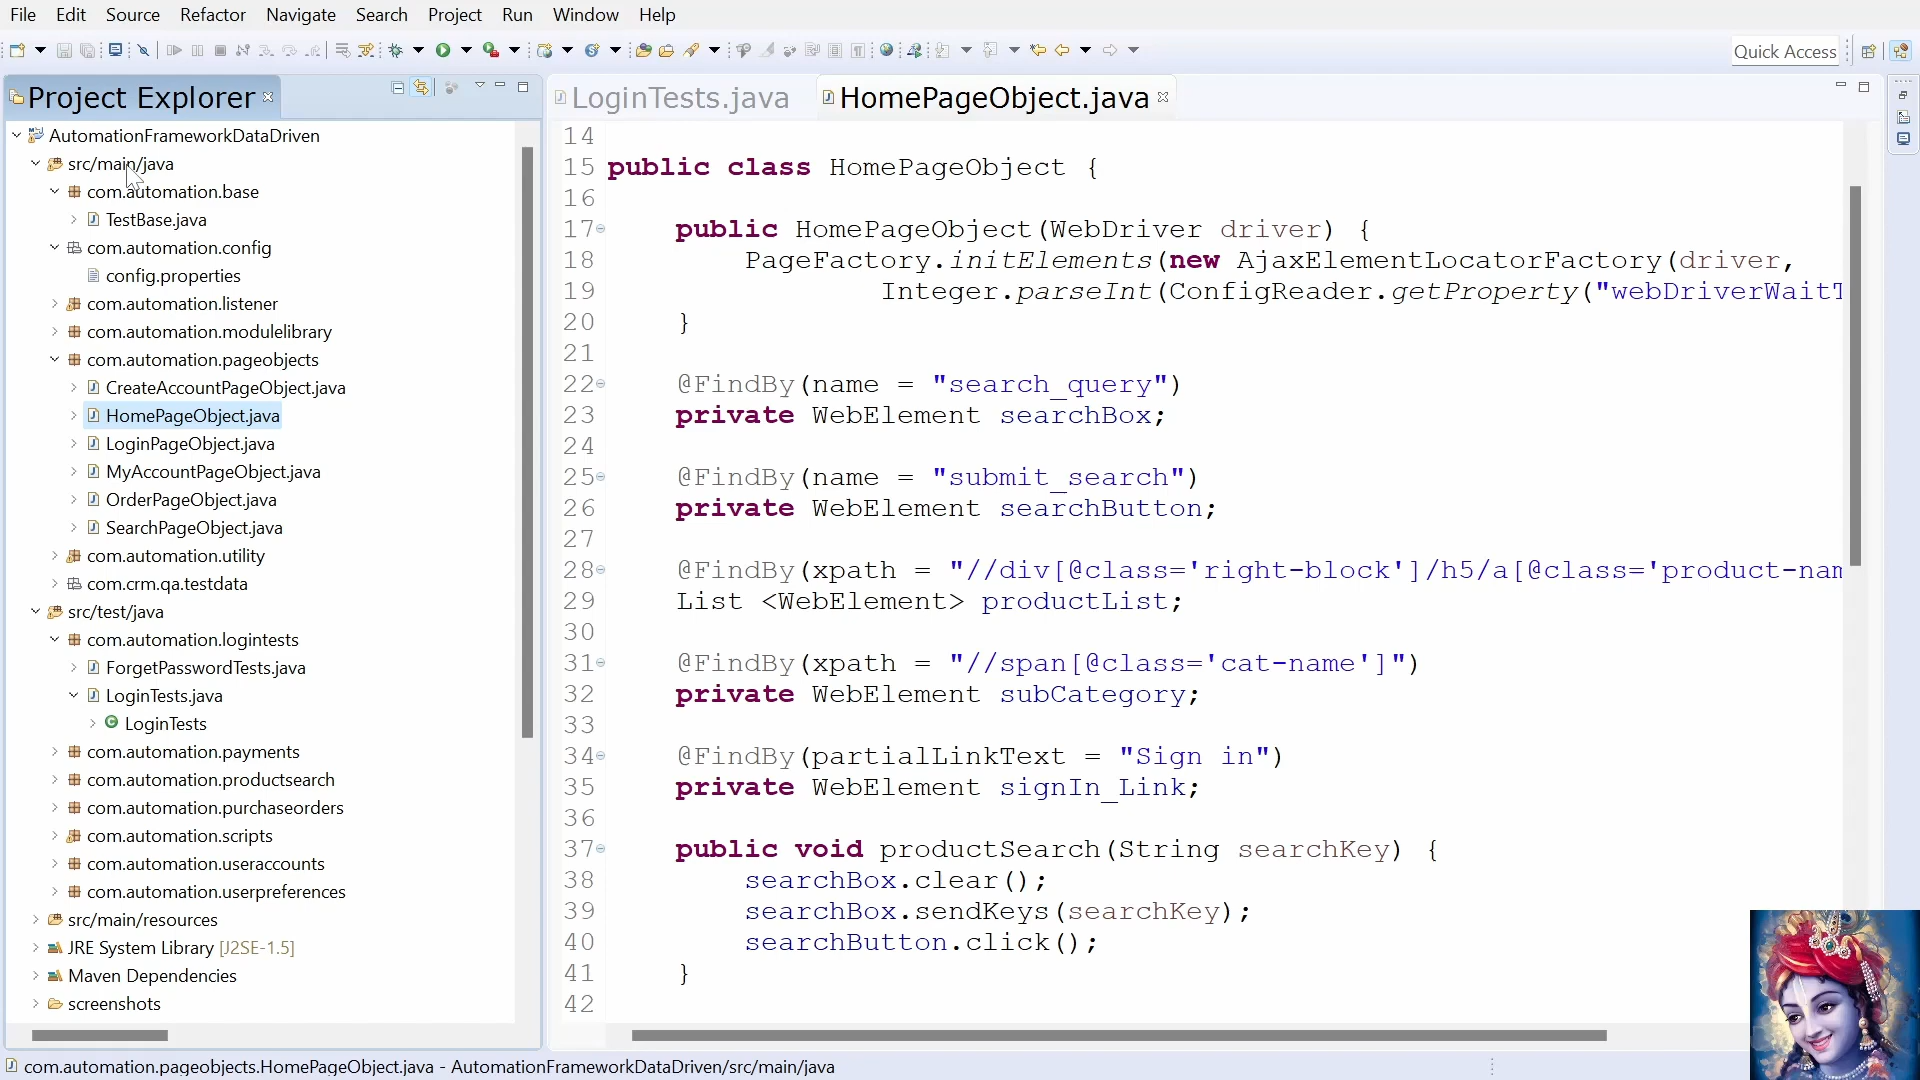 File Edit Source Refactor Navigate Search Project Run Window Help
Quick Access
Project Explorer
AutomationFrameworkDataDriven
src/main/java
com.automation.base
TestBase.java
com.automation.config
config.properties
com.automation.listener
com.automation.modulelibrary
com.automation.pageobjects
CreateAccountPageObject.java
HomePageObject.java
LoginPageObject.java
MyAccountPageObject.java
OrderPageObject.java
SearchPageObject.java
com.automation.utility
com.crm.qa.testdata
src/test/java
com.automation.logintests
ForgetPasswordTests.java
LoginTests.java
LoginTests
com.automation.payments
com.automation.productsearch
com.automation.purchaseorders
com.automation.scripts
com.automation.useraccounts
com.automation.userpreferences
src/main/resources
JRE System Library [J2SE-1.5]
Maven Dependencies
screenshots
LoginTests.java HomePageObject.java
14
15 public class HomePageObject {
16
17 public HomePageObject(WebDriver driver) {
18 PageFactory.initElements(new AjaxElementLocatorFactory(driver,
19 Integer.parseInt(ConfigReader.getProperty("webDriverWaitT
20 }
21
22 @FindBy(name = "search_query")
23 private WebElement searchBox;
24
25 @FindBy(name = "submit_search")
26 private WebElement searchButton;
27
28 @FindBy(xpath = "//div[@class='right-block']/h5/a[@class='product-nam
29 List <WebElement> productList;
30
31 @FindBy(xpath = "//span[@class='cat-name']")
32 private WebElement subCategory;
33
34 @FindBy(partialLinkText = "Sign in")
35 private WebElement signIn_Link;
36
37 public void productSearch(String searchKey) {
38 searchBox.clear();
39 searchBox.sendKeys(searchKey);
40 searchButton.click();
41 }
42
com.automation.pageobjects.HomePageObject.java - AutomationFrameworkDataDriven/src/main/java